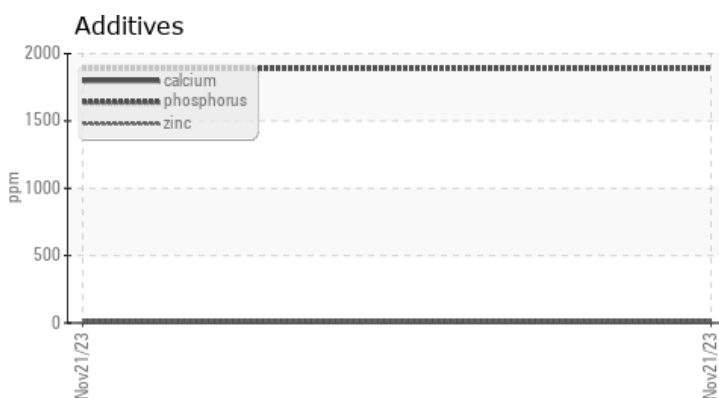 Additives
2000
1500
1000
500
0
ppm
calcium
phosphorus
zinc
Nov21/23
Nov21/23